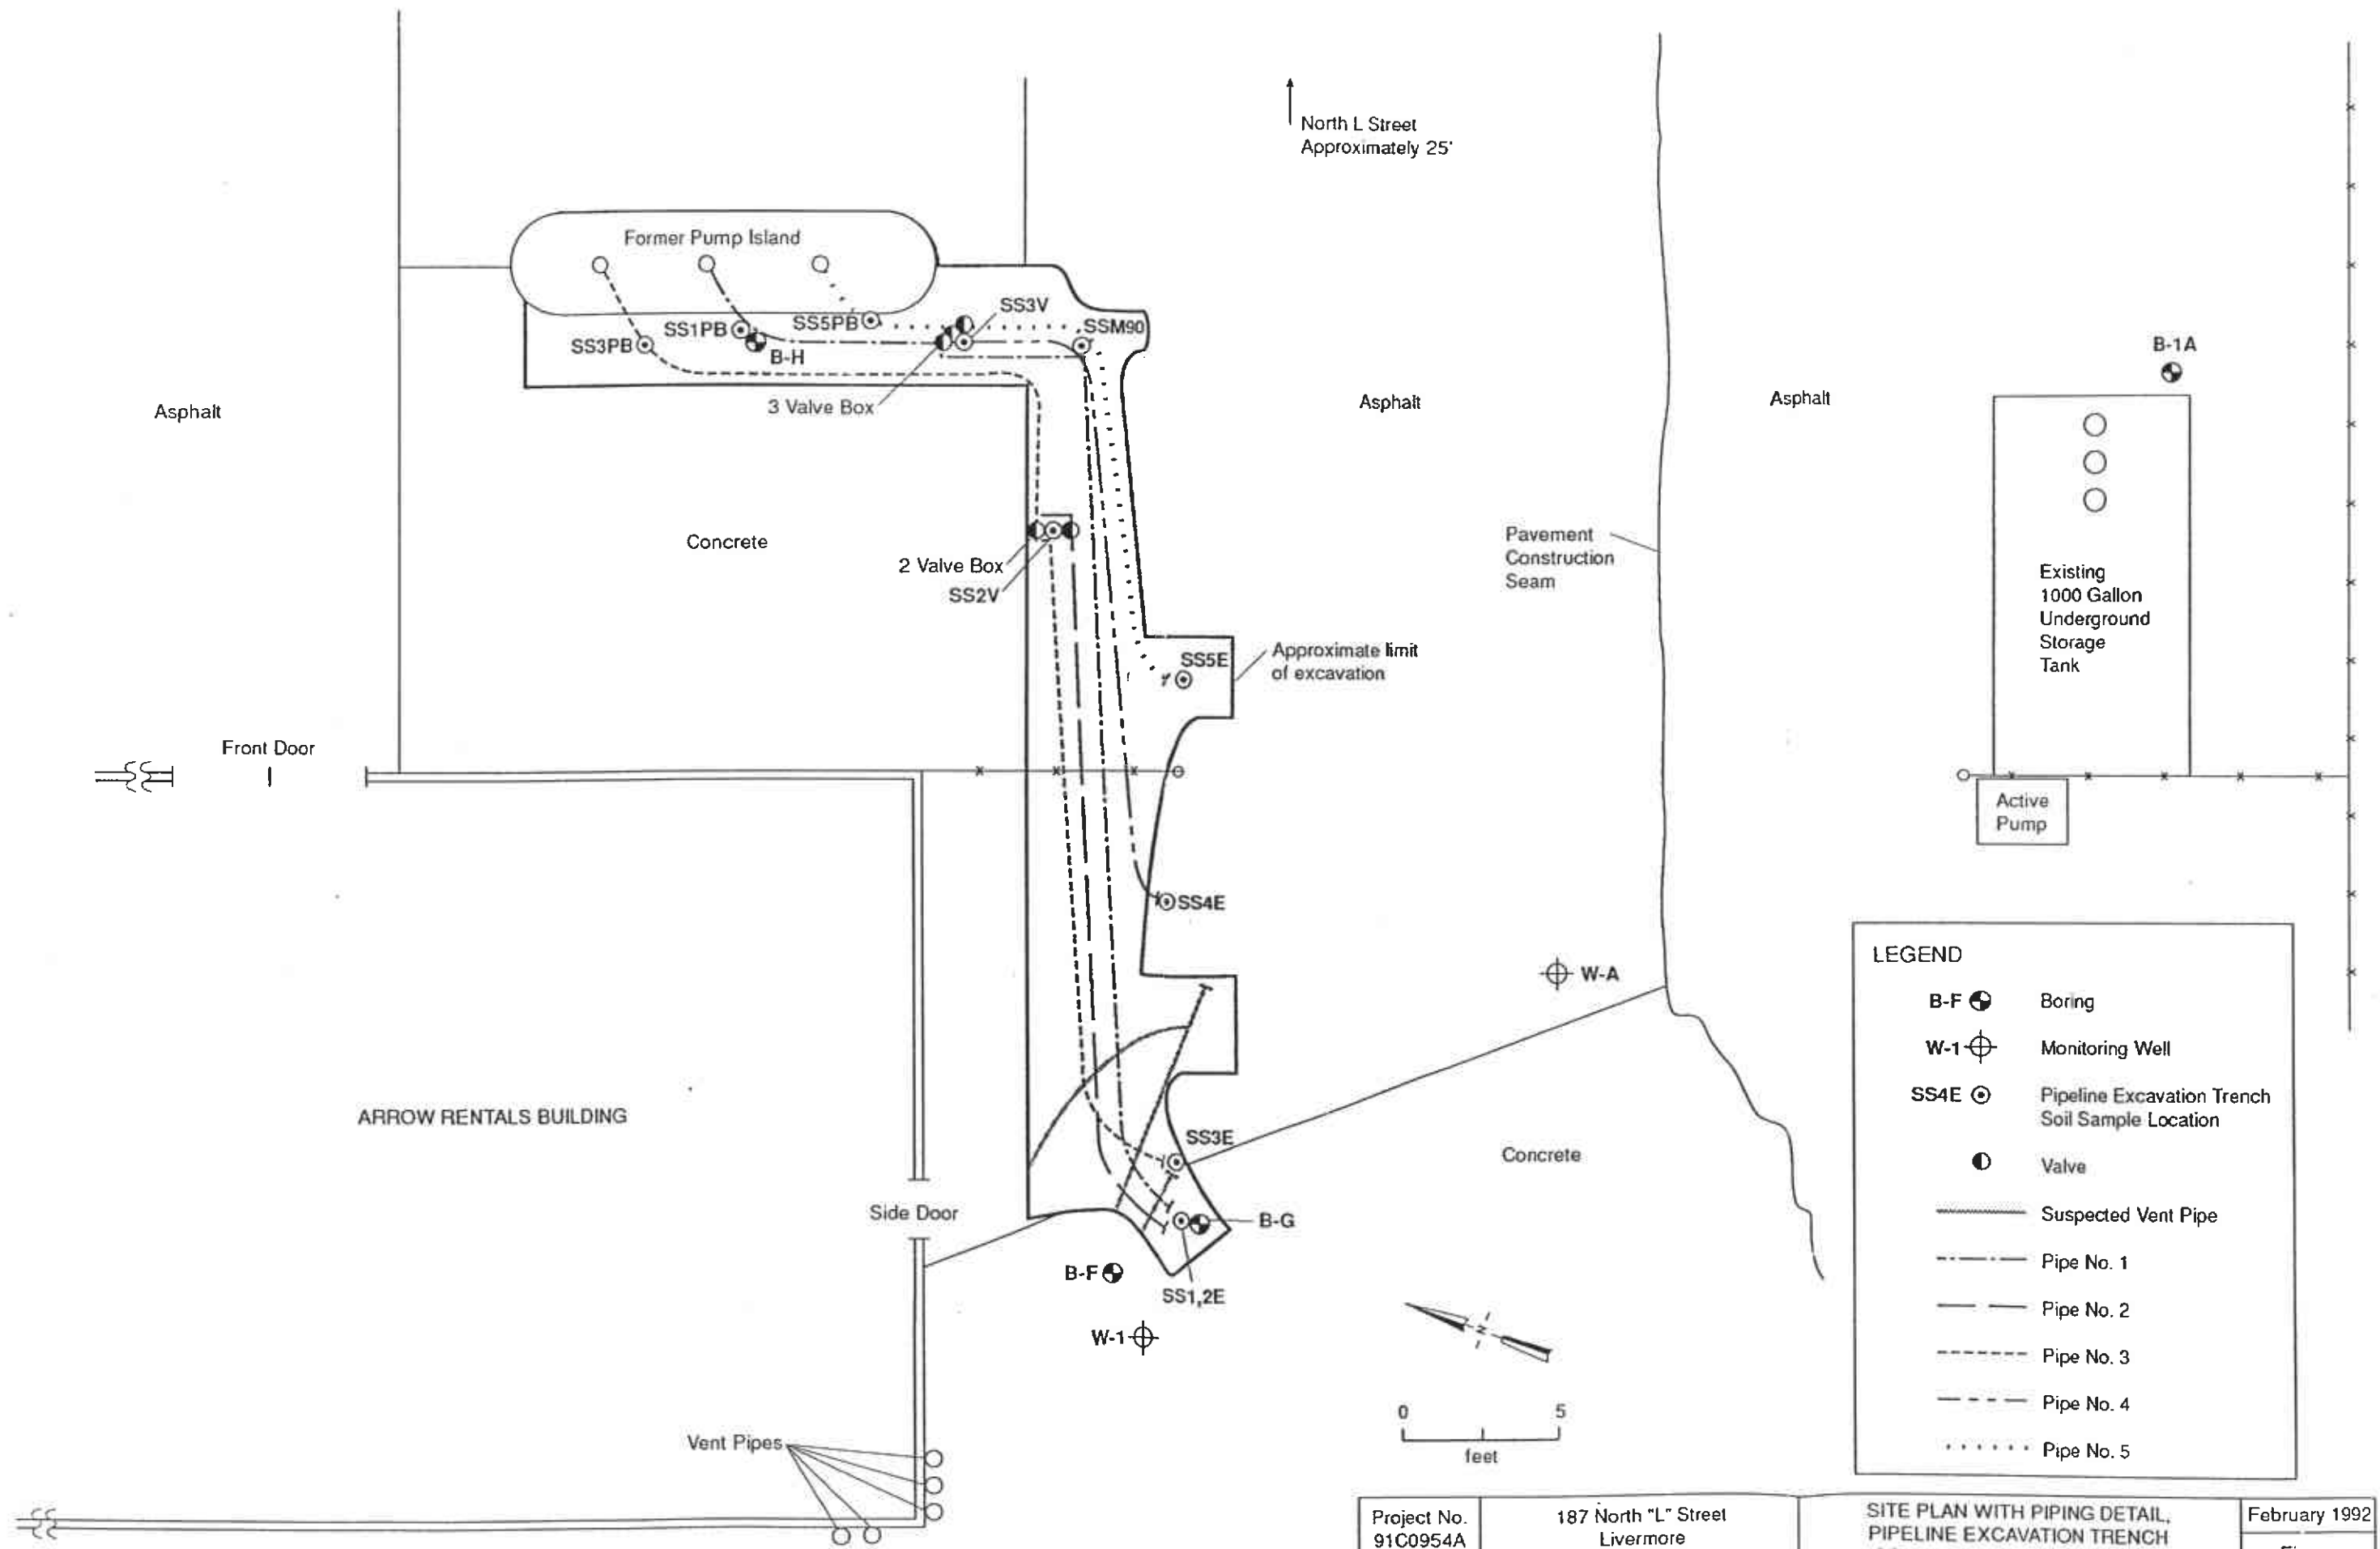 North L Street
Approximately 25'
Former Pump Island
SS3V
SS5PB
SSM90
SS1PB
SS3PB
B-H
B-1A
3 Valve Box
Asphalt
Asphalt
Asphalt
Concrete
2 Valve Box
SS2V
Pavement
Construction
Seam
Existing
1000 Gallon
Underground
Storage
Tank
SS5E
Approximate limit
of excavation
Front Door
Active
Pump
SS4E
W-A
ARROW RENTALS BUILDING
SS3E
Concrete
Side Door
B-G
B-F
SS1,2E
W-1
N
0 5
feet
Vent Pipes
LEGEND
B-F Boring
W-1 Monitoring Well
SS4E Pipeline Excavation Trench
Soil Sample Location
Valve
Suspected Vent Pipe
Pipe No. 1
Pipe No. 2
Pipe No. 3
Pipe No. 4
Pipe No. 5
Project No.
91C0954A
187 North "L" Street
Livermore
SITE PLAN WITH PIPING DETAIL,
PIPELINE EXCAVATION TRENCH
February 1992